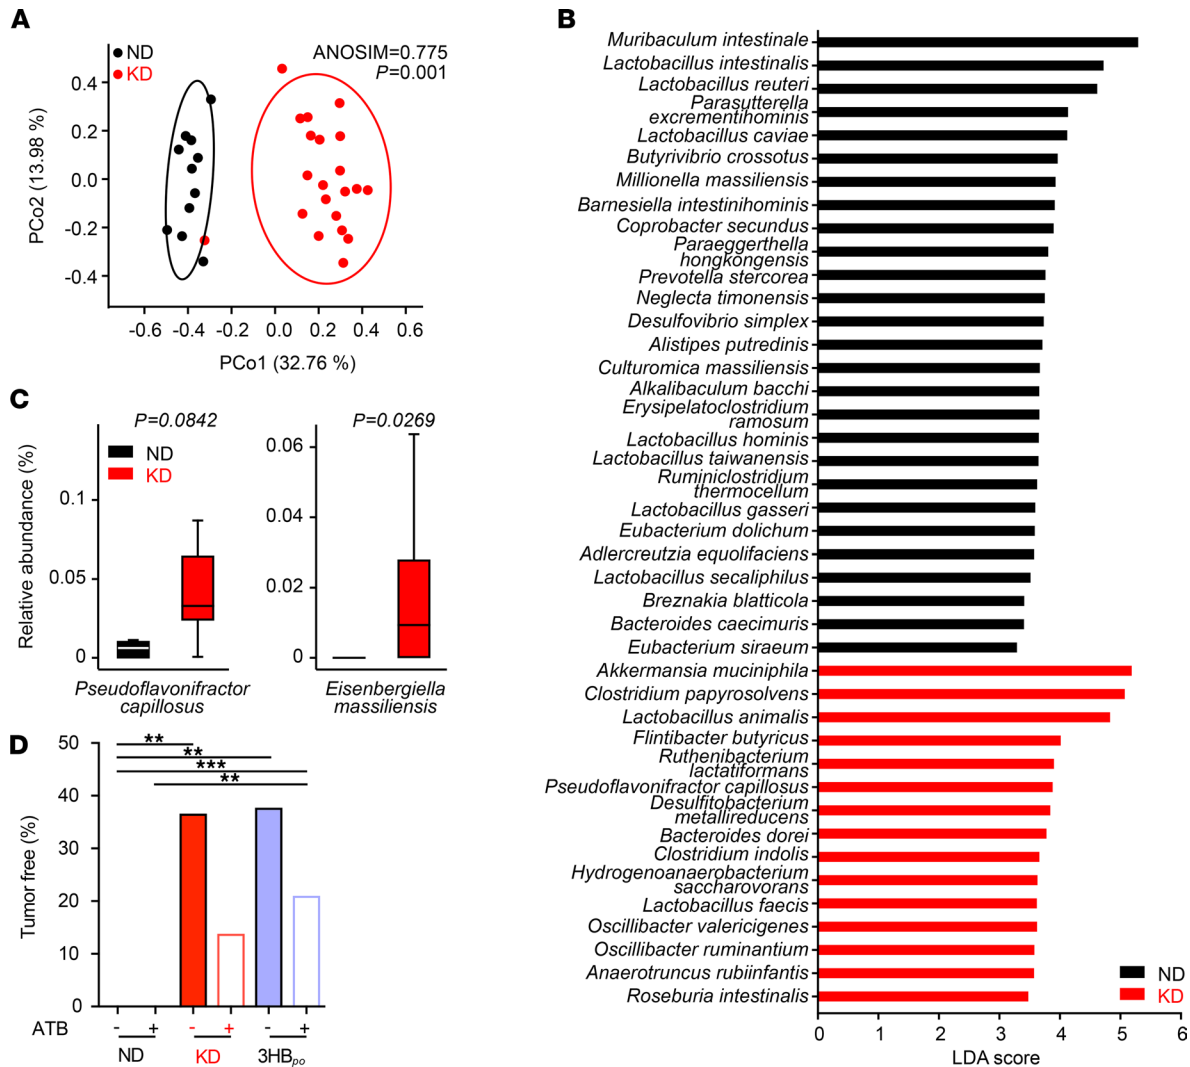 A
ND
KD
ANOSIM=0.775
P=0.001
0.4
0.2
0.0
-0.2
-0.4
PCo2 (13.98 %)
-0.6 -0.4 -0.2 0.0 0.2 0.4 0.6
PCo1 (32.76 %)
B
Muribaculum intestinale
Lactobacillus intestinalis
Lactobacillus reuteri
Parasutterella
excrementihominis
Lactobacillus caviae
Butyrivibrio crossotus
Millionella massiliensis
Barnesiella intestinihominis
Coprobacter secundus
Paraeggerthella
hongkongensis
Prevotella stercorea
Neglecta timonensis
Desulfovibrio simplex
Alistipes putredinis
Culturomica massiliensis
Alkalibaculum bacchi
Erysipelatoclostridium
ramosum
Lactobacillus hominis
Lactobacillus taiwanensis
Ruminiclostridium
thermocellum
Lactobacillus gasseri
Eubacterium dolichum
Adlercreutzia equolifaciens
Lactobacillus secaliphilus
Breznakia blatticola
Bacteroides caecimuris
Eubacterium siraeum
Akkermansia muciniphila
Clostridium papyrosolvens
Lactobacillus animalis
Flintibacter butyricus
Ruthenibacterium
lactatiformans
Pseudoflavonifractor capillosus
Desulfitobacterium
metallireducens
Bacteroides dorei
Clostridium indolis
Hydrogenoanaerobacterium
saccharovorans
Lactobacillus faecis
Oscillibacter valericigenes
Oscillibacter ruminantium
Anaerotruncus rubiinfantis
Roseburia intestinalis
ND
KD
0 1 2 3 4 5 6
LDA score
C
P=0.0842
ND
KD
0.1
0.05
0
Relative abundance (%)
Pseudoflavonifractor
capillosus
P=0.0269
0.06
0.04
0.02
0
Eisenbergiella
massiliensis
D
**
**
***
**
50
40
30
20
10
0
Tumor free (%)
ATB - + - + - +
ND KD 3HBpo